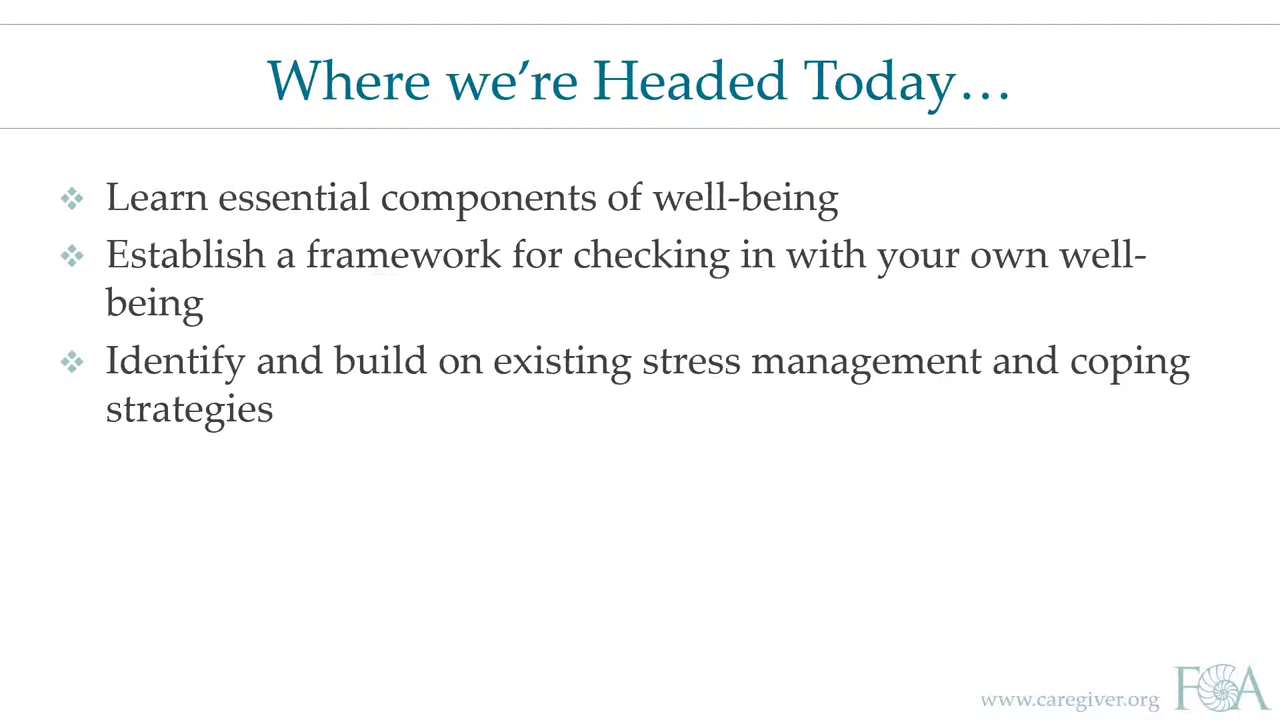 Where we’re Headed Today…
Learn essential components of well-being
Establish a framework for checking in with your own well-
being
Identify and build on existing stress management and coping
strategies
www.caregiver.org FCA